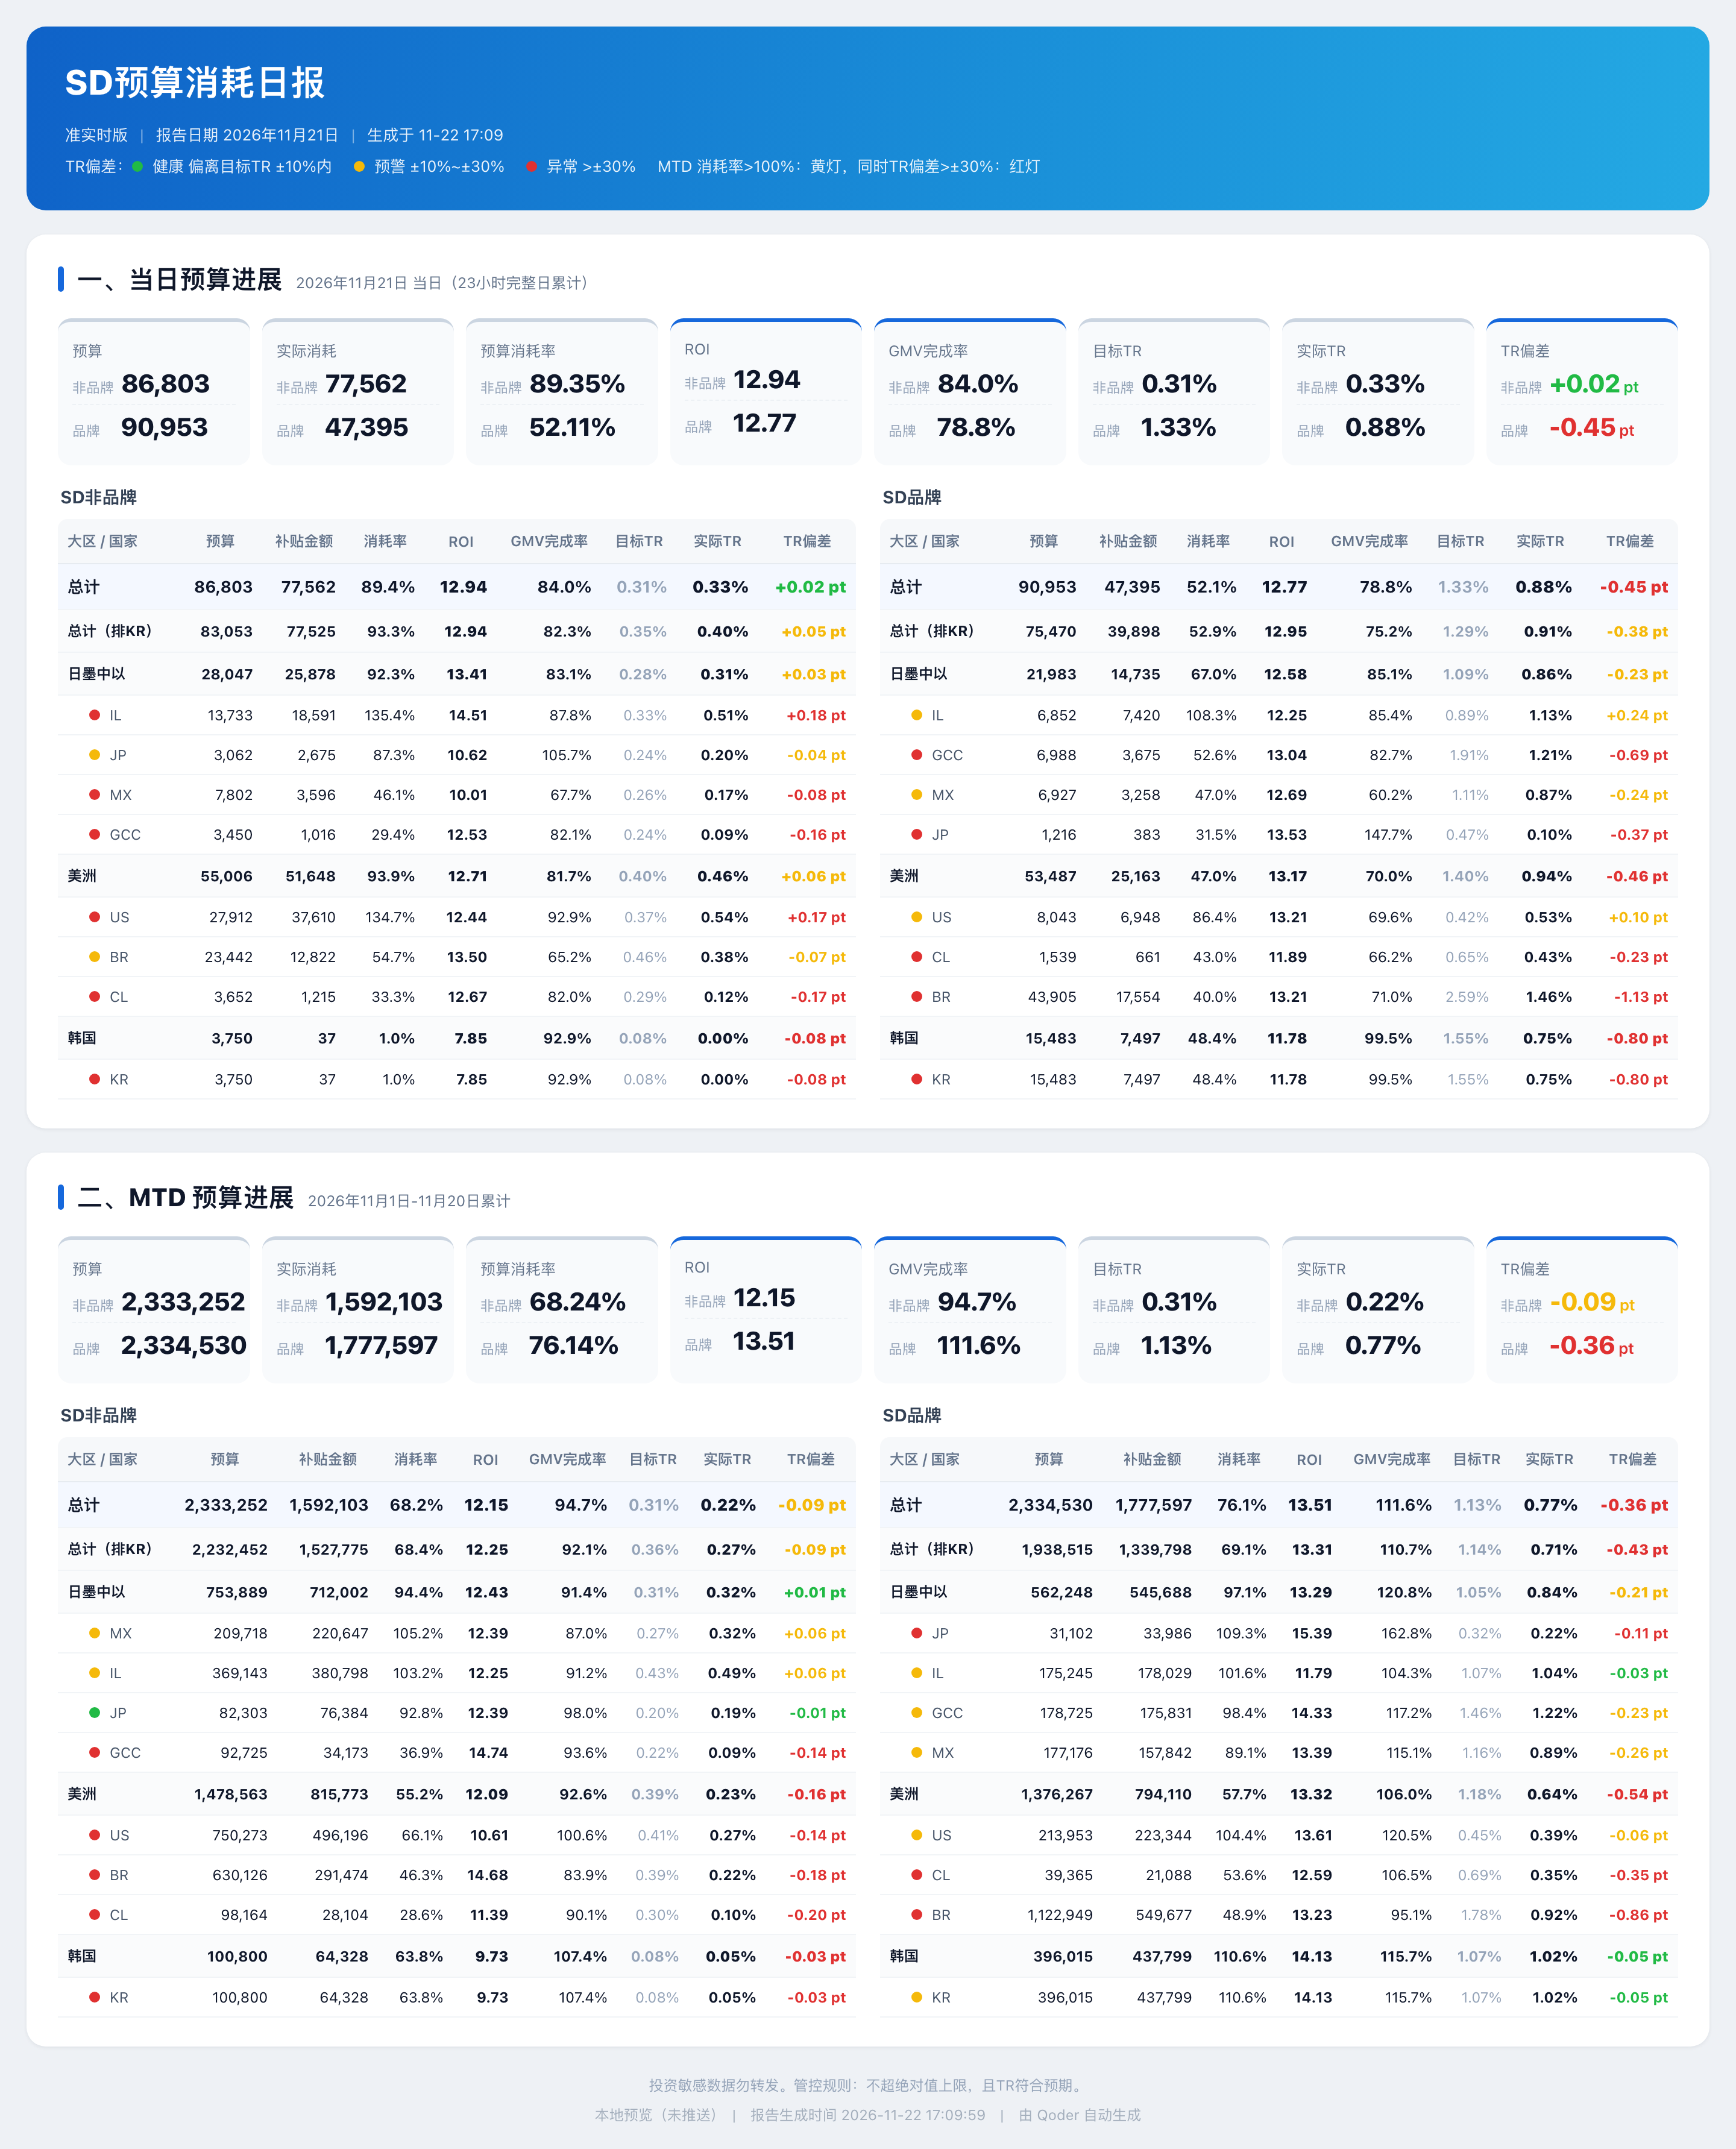 SD预算消耗日报
准实时版 | 报告日期 2026年11月21日 | 生成于 11-22 17:09
TR偏差： 健康 偏离目标TR ±10%内 预警 ±10%~±30% 异常 >±30% MTD 消耗率>100%：黄灯，同时TR偏差>±30%：红灯
一、当日预算进展 2026年11月21日 当日（23小时完整日累计）
预算
非品牌 86,803
品牌 90,953
实际消耗
非品牌 77,562
品牌 47,395
预算消耗率
非品牌 89.35%
品牌 52.11%
ROI
非品牌 12.94
品牌 12.77
GMV完成率
非品牌 84.0%
品牌 78.8%
目标TR
非品牌 0.31%
品牌 1.33%
实际TR
非品牌 0.33%
品牌 0.88%
TR偏差
非品牌 +0.02 pt
品牌 -0.45 pt
SD非品牌
大区 / 国家 预算 补贴金额 消耗率 ROI GMV完成率 目标TR 实际TR TR偏差
总计 86,803 77,562 89.4% 12.94 84.0% 0.31% 0.33% +0.02 pt
总计（排KR） 83,053 77,525 93.3% 12.94 82.3% 0.35% 0.40% +0.05 pt
日墨中以 28,047 25,878 92.3% 13.41 83.1% 0.28% 0.31% +0.03 pt
IL 13,733 18,591 135.4% 14.51 87.8% 0.33% 0.51% +0.18 pt
JP 3,062 2,675 87.3% 10.62 105.7% 0.24% 0.20% -0.04 pt
MX 7,802 3,596 46.1% 10.01 67.7% 0.26% 0.17% -0.08 pt
GCC 3,450 1,016 29.4% 12.53 82.1% 0.24% 0.09% -0.16 pt
美洲 55,006 51,648 93.9% 12.71 81.7% 0.40% 0.46% +0.06 pt
US 27,912 37,610 134.7% 12.44 92.9% 0.37% 0.54% +0.17 pt
BR 23,442 12,822 54.7% 13.50 65.2% 0.46% 0.38% -0.07 pt
CL 3,652 1,215 33.3% 12.67 82.0% 0.29% 0.12% -0.17 pt
韩国 3,750 37 1.0% 7.85 92.9% 0.08% 0.00% -0.08 pt
KR 3,750 37 1.0% 7.85 92.9% 0.08% 0.00% -0.08 pt
SD品牌
大区 / 国家 预算 补贴金额 消耗率 ROI GMV完成率 目标TR 实际TR TR偏差
总计 90,953 47,395 52.1% 12.77 78.8% 1.33% 0.88% -0.45 pt
总计（排KR） 75,470 39,898 52.9% 12.95 75.2% 1.29% 0.91% -0.38 pt
日墨中以 21,983 14,735 67.0% 12.58 85.1% 1.09% 0.86% -0.23 pt
IL 6,852 7,420 108.3% 12.25 85.4% 0.89% 1.13% +0.24 pt
GCC 6,988 3,675 52.6% 13.04 82.7% 1.91% 1.21% -0.69 pt
MX 6,927 3,258 47.0% 12.69 60.2% 1.11% 0.87% -0.24 pt
JP 1,216 383 31.5% 13.53 147.7% 0.47% 0.10% -0.37 pt
美洲 53,487 25,163 47.0% 13.17 70.0% 1.40% 0.94% -0.46 pt
US 8,043 6,948 86.4% 13.21 69.6% 0.42% 0.53% +0.10 pt
CL 1,539 661 43.0% 11.89 66.2% 0.65% 0.43% -0.23 pt
BR 43,905 17,554 40.0% 13.21 71.0% 2.59% 1.46% -1.13 pt
韩国 15,483 7,497 48.4% 11.78 99.5% 1.55% 0.75% -0.80 pt
KR 15,483 7,497 48.4% 11.78 99.5% 1.55% 0.75% -0.80 pt
二、MTD 预算进展 2026年11月1日-11月20日累计
预算
非品牌 2,333,252
品牌 2,334,530
实际消耗
非品牌 1,592,103
品牌 1,777,597
预算消耗率
非品牌 68.24%
品牌 76.14%
ROI
非品牌 12.15
品牌 13.51
GMV完成率
非品牌 94.7%
品牌 111.6%
目标TR
非品牌 0.31%
品牌 1.13%
实际TR
非品牌 0.22%
品牌 0.77%
TR偏差
非品牌 -0.09 pt
品牌 -0.36 pt
SD非品牌
大区 / 国家 预算 补贴金额 消耗率 ROI GMV完成率 目标TR 实际TR TR偏差
总计 2,333,252 1,592,103 68.2% 12.15 94.7% 0.31% 0.22% -0.09 pt
总计（排KR） 2,232,452 1,527,775 68.4% 12.25 92.1% 0.36% 0.27% -0.09 pt
日墨中以 753,889 712,002 94.4% 12.43 91.4% 0.31% 0.32% +0.01 pt
MX 209,718 220,647 105.2% 12.39 87.0% 0.27% 0.32% +0.06 pt
IL 369,143 380,798 103.2% 12.25 91.2% 0.43% 0.49% +0.06 pt
JP 82,303 76,384 92.8% 12.39 98.0% 0.20% 0.19% -0.01 pt
GCC 92,725 34,173 36.9% 14.74 93.6% 0.22% 0.09% -0.14 pt
美洲 1,478,563 815,773 55.2% 12.09 92.6% 0.39% 0.23% -0.16 pt
US 750,273 496,196 66.1% 10.61 100.6% 0.41% 0.27% -0.14 pt
BR 630,126 291,474 46.3% 14.68 83.9% 0.39% 0.22% -0.18 pt
CL 98,164 28,104 28.6% 11.39 90.1% 0.30% 0.10% -0.20 pt
韩国 100,800 64,328 63.8% 9.73 107.4% 0.08% 0.05% -0.03 pt
KR 100,800 64,328 63.8% 9.73 107.4% 0.08% 0.05% -0.03 pt
SD品牌
大区 / 国家 预算 补贴金额 消耗率 ROI GMV完成率 目标TR 实际TR TR偏差
总计 2,334,530 1,777,597 76.1% 13.51 111.6% 1.13% 0.77% -0.36 pt
总计（排KR） 1,938,515 1,339,798 69.1% 13.31 110.7% 1.14% 0.71% -0.43 pt
日墨中以 562,248 545,688 97.1% 13.29 120.8% 1.05% 0.84% -0.21 pt
JP 31,102 33,986 109.3% 15.39 162.8% 0.32% 0.22% -0.11 pt
IL 175,245 178,029 101.6% 11.79 104.3% 1.07% 1.04% -0.03 pt
GCC 178,725 175,831 98.4% 14.33 117.2% 1.46% 1.22% -0.23 pt
MX 177,176 157,842 89.1% 13.39 115.1% 1.16% 0.89% -0.26 pt
美洲 1,376,267 794,110 57.7% 13.32 106.0% 1.18% 0.64% -0.54 pt
US 213,953 223,344 104.4% 13.61 120.5% 0.45% 0.39% -0.06 pt
CL 39,365 21,088 53.6% 12.59 106.5% 0.69% 0.35% -0.35 pt
BR 1,122,949 549,677 48.9% 13.23 95.1% 1.78% 0.92% -0.86 pt
韩国 396,015 437,799 110.6% 14.13 115.7% 1.07% 1.02% -0.05 pt
KR 396,015 437,799 110.6% 14.13 115.7% 1.07% 1.02% -0.05 pt
投资敏感数据勿转发。管控规则：不超绝对值上限，且TR符合预期。
本地预览（未推送） | 报告生成时间 2026-11-22 17:09:59 | 由 Qoder 自动生成